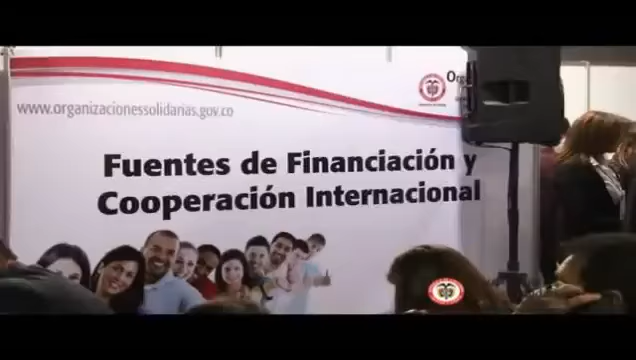 www.organizacionessolidarias.gov.co
Fuentes de Financiación y
Cooperación Internacional